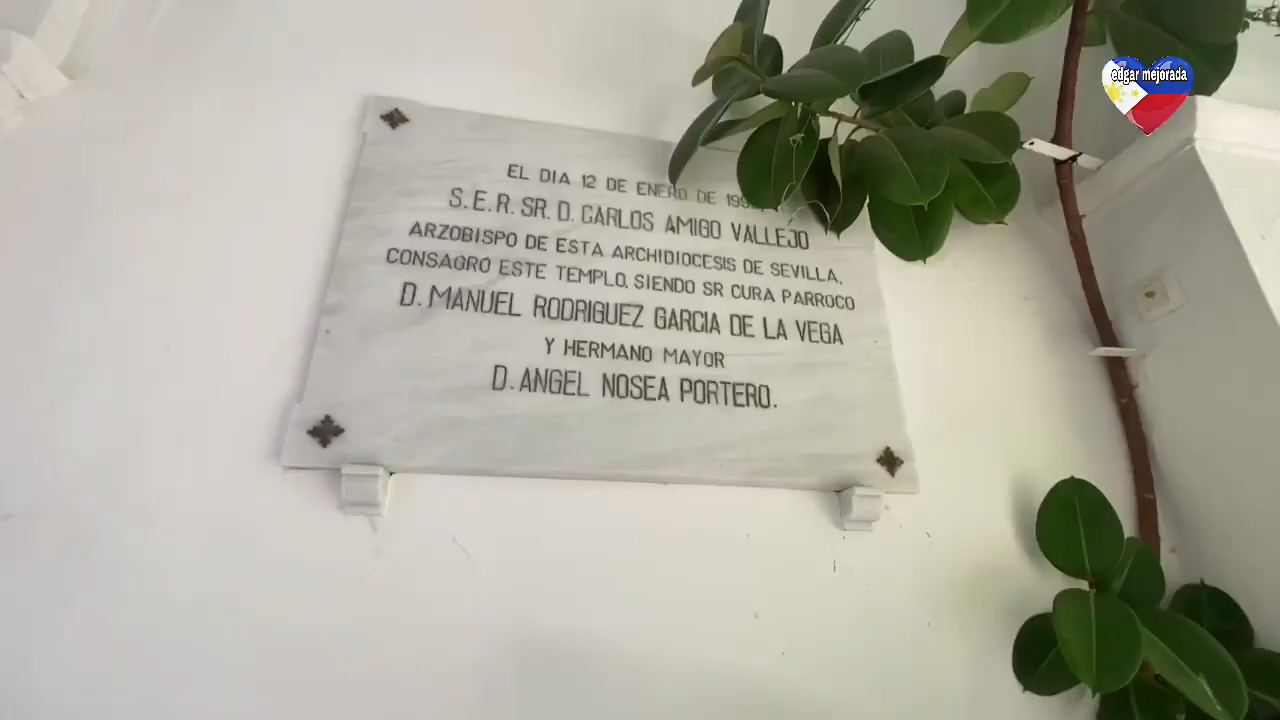 EL DIA 12 DE ENERO DE
S.E.R. SR. D. CARLOS AMIGO VALLEJO
ARZOBISPO DE ESTA ARCHIDIOCESIS DE SEVILLA,
CONSAGRO ESTE TEMPLO, SIENDO SR CURA PARROCO
D. MANUEL RODRIGUEZ GARCIA DE LA VEGA
Y HERMANO MAYOR
D. ANGEL NOSEA PORTERO.
edgar mejorada